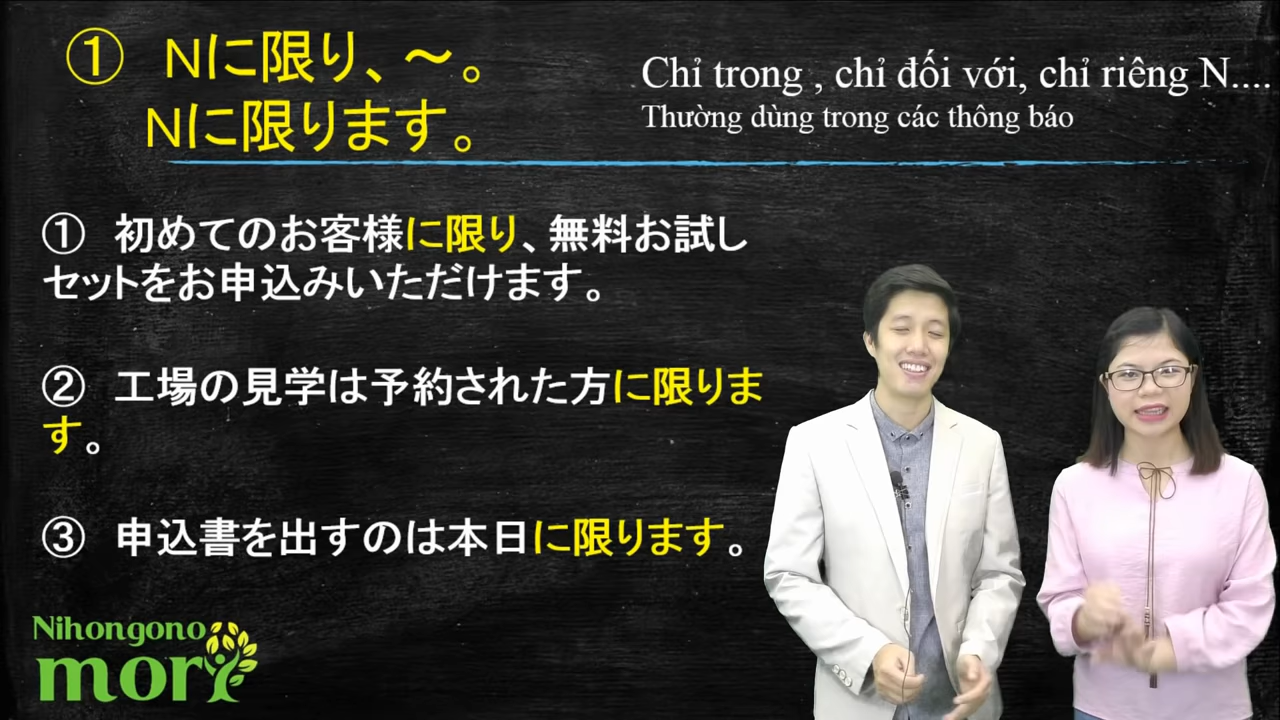 ① Nに限り、～。
Nに限ります。
Chỉ trong , chỉ đối với, chỉ riêng N....
Thường dùng trong các thông báo
① 初めてのお客様に限り、無料お試し
セットをお申込みいただけます。
② 工場の見学は予約された方に限りま
す。
③ 申込書を出すのは本日に限ります。
Nihongono
mori